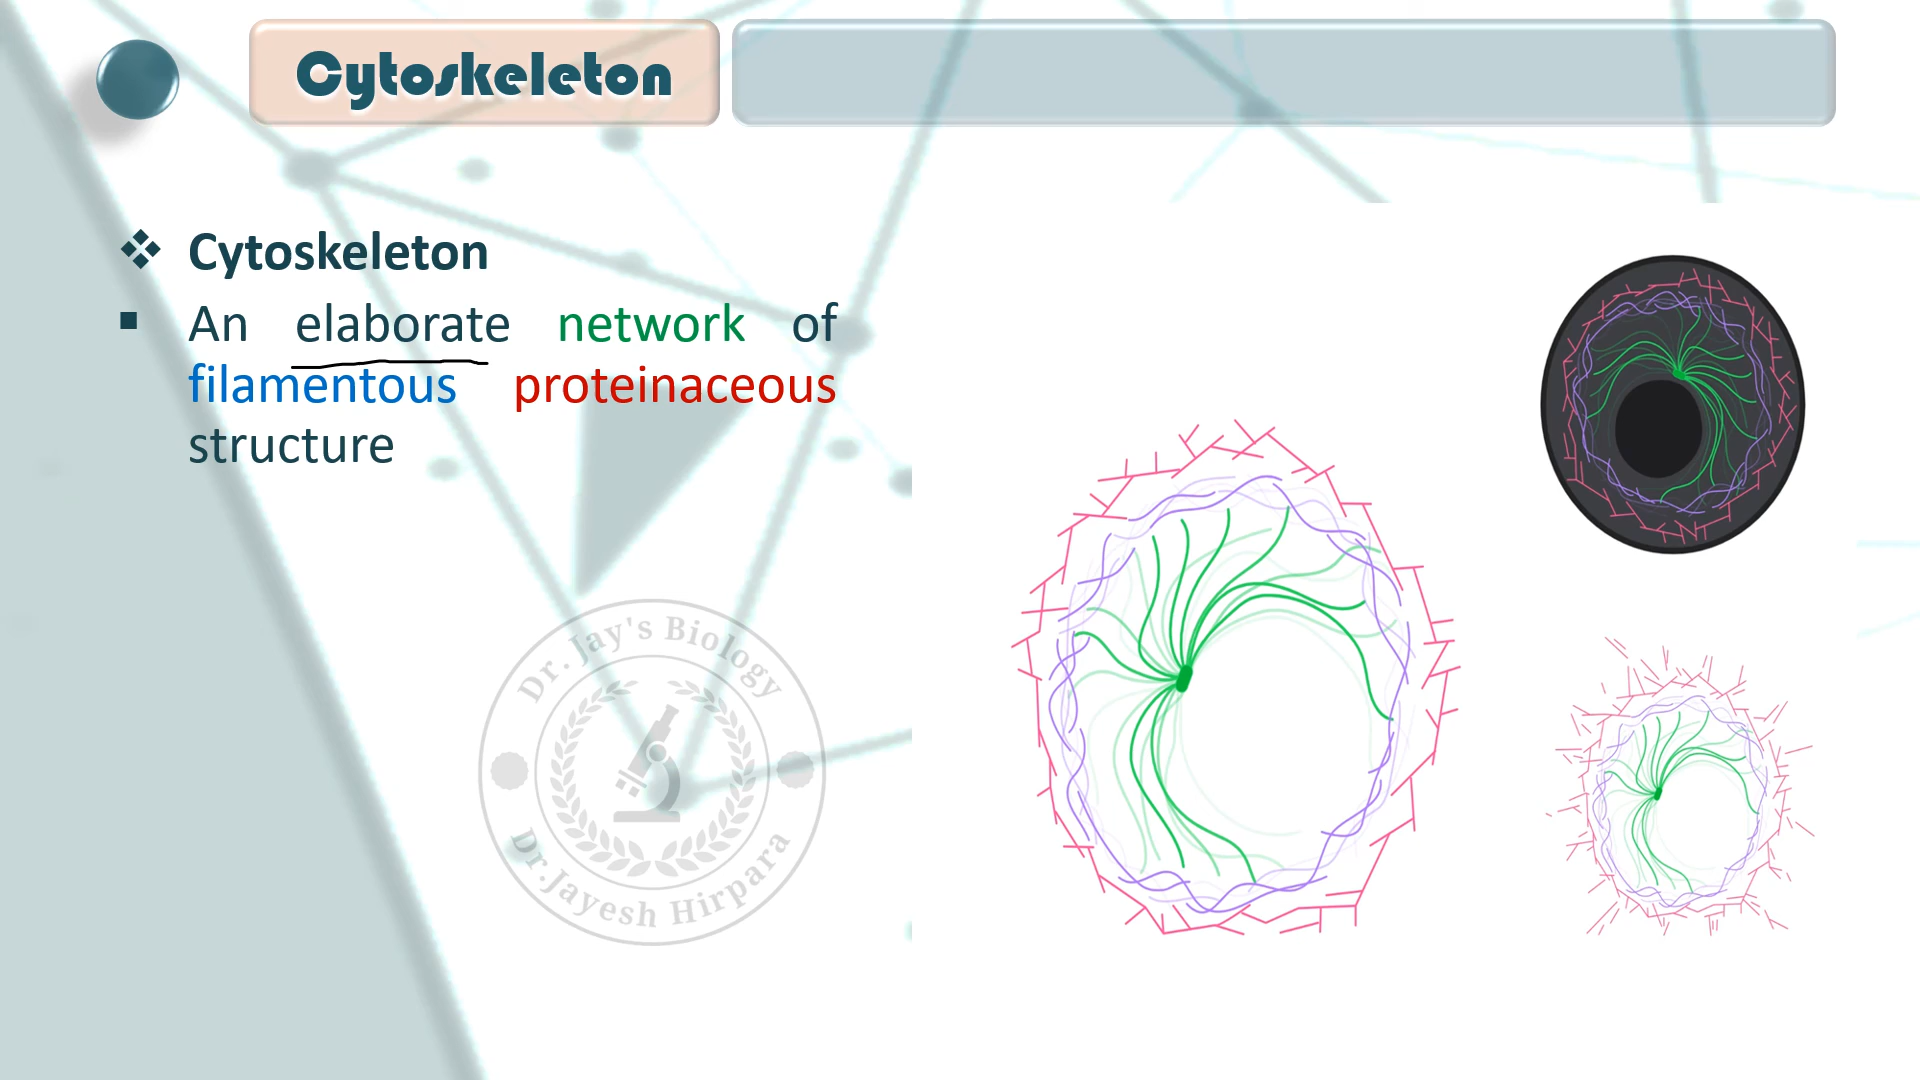 Cytoskeleton
Cytoskeleton
An elaborate network of
filamentous proteinaceous
structure
Dr. Jay's Biology
Dr.Jayesh Hirpara